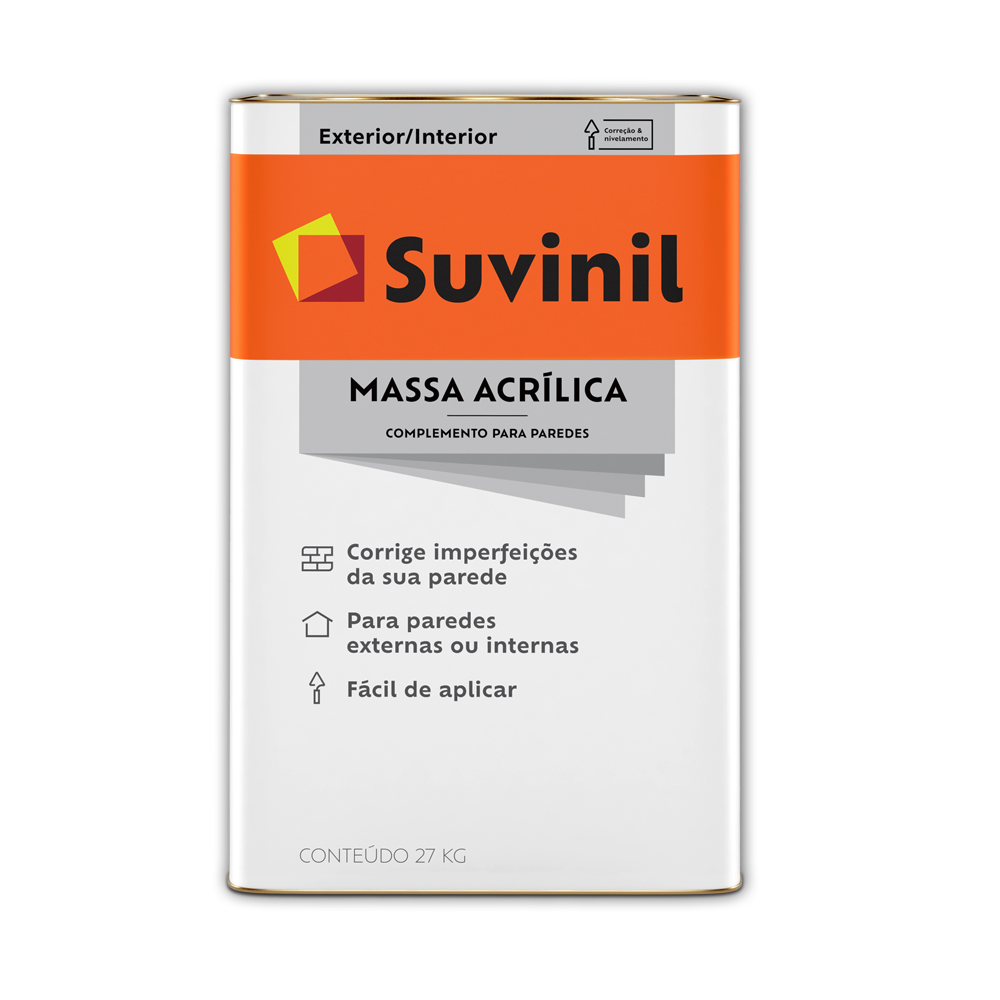 Exterior/Interior
Correção &
nivelamento
Suvinil
MASSA ACRÍLICA
COMPLEMENTO PARA PAREDES
Corrige imperfeições
da sua parede
Para paredes
externas ou internas
Fácil de aplicar
CONTEÚDO 27 KG